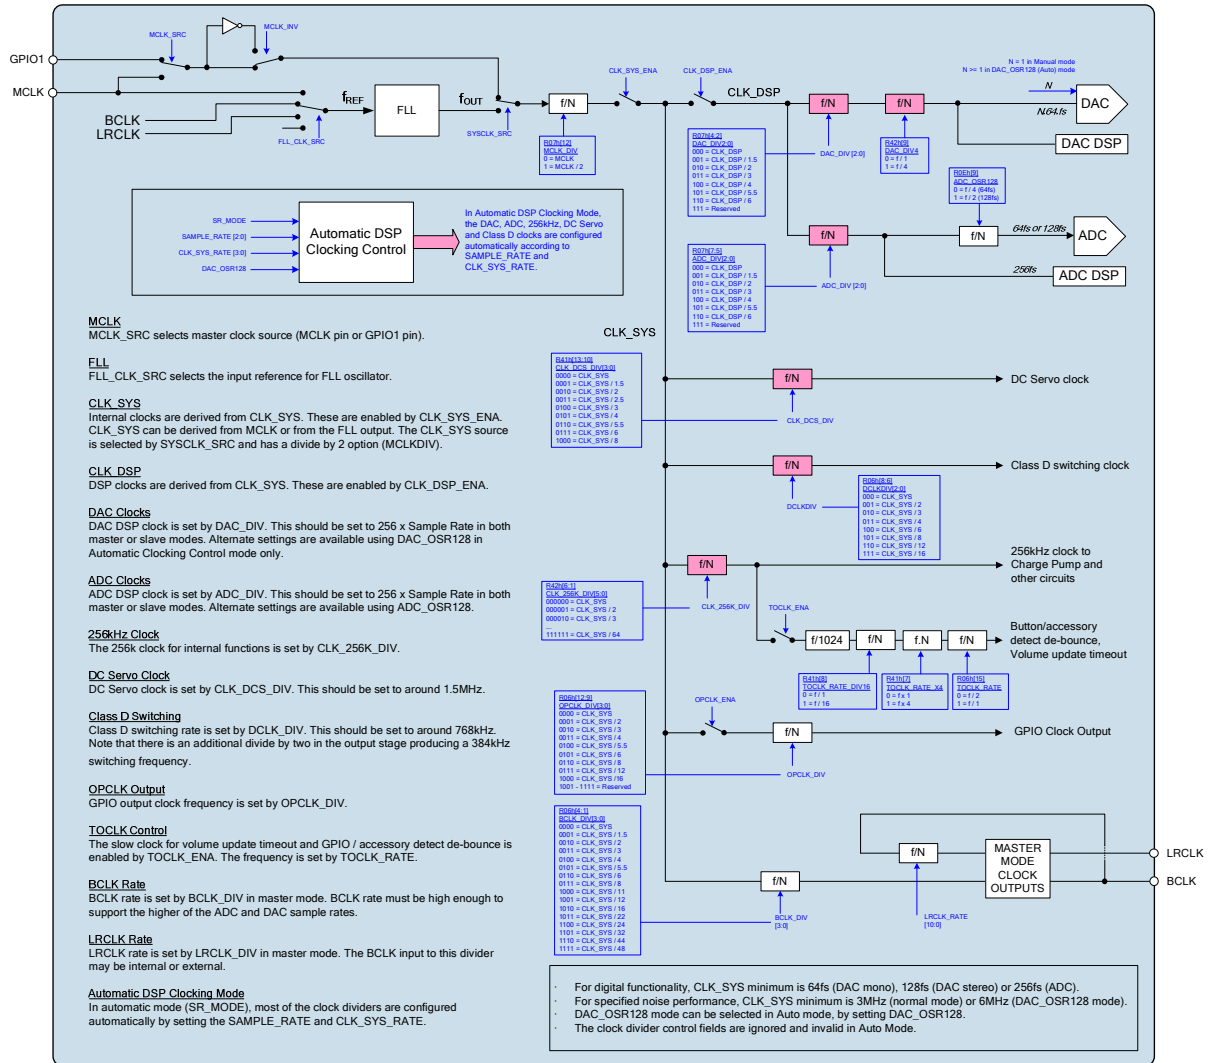 MCLK_SRC
MCLK_INV
GPIO1
MCLK
BCLK
LRCLK
FLL_CLK_SRC
fREF
FLL
fOUT
SYSCLK_SRC
f/N
R07h[12]
MCLK_DIV
0 = MCLK
1 = MCLK / 2
CLK_SYS_ENA
CLK_DSP_ENA
CLK_DSP
N = 1 in Manual mode
N >= 1 in DAC_OSR128 (Auto) mode
f/N
f/N
N
N.64.fs
DAC
DAC DSP
R07h[4:2]
DAC_DIV2:0]
000 = CLK_DSP
001 = CLK_DSP / 1.5
010 = CLK_DSP / 2
011 = CLK_DSP / 3
100 = CLK_DSP / 4
101 = CLK_DSP / 5.5
110 = CLK_DSP / 6
111 = Reserved
DAC_DIV [2:0]
R42h[9]
DAC_DIV4
0 = f / 1
1 = f / 4
R0Eh[9]
ADC_OSR128
0 = f / 4 (64fs)
1 = f / 2 (128fs)
f/N
f/N
64fs or 128fs
ADC
256fs
ADC DSP
R07h[7:5]
ADC_DIV[2:0]
000 = CLK_DSP
001 = CLK_DSP / 1.5
010 = CLK_DSP / 2
011 = CLK_DSP / 3
100 = CLK_DSP / 4
101 = CLK_DSP / 5.5
110 = CLK_DSP / 6
111 = Reserved
ADC_DIV [2:0]
SR_MODE
SAMPLE_RATE [2:0]
CLK_SYS_RATE [3:0]
DAC_OSR128
Automatic DSP
Clocking Control
In Automatic DSP Clocking Mode,
the DAC, ADC, 256kHz, DC Servo
and Class D clocks are configured
automatically according to
SAMPLE_RATE and
CLK_SYS_RATE.
MCLK
MCLK_SRC selects master clock source (MCLK pin or GPIO1 pin).
FLL
FLL_CLK_SRC selects the input reference for FLL oscillator.
CLK_SYS
Internal clocks are derived from CLK_SYS. These are enabled by CLK_SYS_ENA.
CLK_SYS can be derived from MCLK or from the FLL output. The CLK_SYS source
is selected by SYSCLK_SRC and has a divide by 2 option (MCLKDIV).
CLK_DSP
DSP clocks are derived from CLK_SYS. These are enabled by CLK_DSP_ENA.
DAC Clocks
DAC DSP clock is set by DAC_DIV. This should be set to 256 x Sample Rate in both
master or slave modes. Alternate settings are available using DAC_OSR128 in
Automatic Clocking Control mode only.
ADC Clocks
ADC DSP clock is set by ADC_DIV. This should be set to 256 x Sample Rate in both
master or slave modes. Alternate settings are available using ADC_OSR128.
256kHz Clock
The 256k clock for internal functions is set by CLK_256K_DIV.
DC Servo Clock
DC Servo clock is set by CLK_DCS_DIV. This should be set to around 1.5MHz.
Class D Switching
Class D switching rate is set by DCLK_DIV. This should be set to around 768kHz.
Note that there is an additional divide by two in the output stage producing a 384kHz
switching frequency.
OPCLK Output
GPIO output clock frequency is set by OPCLK_DIV.
TOCLK Control
The slow clock for volume update timeout and GPIO / accessory detect de-bounce is
enabled by TOCLK_ENA. The frequency is set by TOCLK_RATE.
BCLK Rate
BCLK rate is set by BCLK_DIV in master mode. BCLK rate must be high enough to
support the higher of the ADC and DAC sample rates.
LRCLK Rate
LRCLK rate is set by LRCLK_DIV in master mode. The BCLK input to this divider
may be internal or external.
Automatic DSP Clocking Mode
In automatic mode (SR_MODE), most of the clock dividers are configured
automatically by setting the SAMPLE_RATE and CLK_SYS_RATE.
CLK_SYS
R41h[13:10]
CLK_DCS_DIV[3:0]
0000 = CLK_SYS
0001 = CLK_SYS / 1.5
0010 = CLK_SYS / 2
0011 = CLK_SYS / 2.5
0100 = CLK_SYS / 3
0101 = CLK_SYS / 4
0110 = CLK_SYS / 5.5
0111 = CLK_SYS / 6
1000 = CLK_SYS / 8
f/N
CLK_DCS_DIV
DC Servo clock
f/N
DCLKDIV
Class D switching clock
R06h[8:6]
DCLKDIV[2:0]
000 = CLK_SYS
001 = CLK_SYS / 2
010 = CLK_SYS / 3
011 = CLK_SYS / 4
100 = CLK_SYS / 6
101 = CLK_SYS / 8
110 = CLK_SYS / 12
111 = CLK_SYS / 16
f/N
256kHz clock to
Charge Pump and
other circuits
R42h[6:1]
CLK_256K_DIV[5:0]
000000 = CLK_SYS
000001 = CLK_SYS / 2
000010 = CLK_SYS / 3
...
111111 = CLK_SYS / 64
CLK_256K_DIV
TOCLK_ENA
f/1024
f/N
f.N
f/N
Button/accessory
detect de-bounce,
Volume update timeout
R41h[8]
TOCLK_RATE_DIV16
0 = f / 1
1 = f / 16
R41h[7]
TOCLK_RATE_X4
0 = f x 1
1 = f x 4
R06h[15]
TOCLK_RATE
0 = f / 2
1 = f / 1
R06h[12:9]
OPCLK_DIV[3:0]
0000 = CLK_SYS
0001 = CLK_SYS / 2
0010 = CLK_SYS / 3
0011 = CLK_SYS / 4
0100 = CLK_SYS / 5.5
0101 = CLK_SYS / 6
0110 = CLK_SYS / 8
0111 = CLK_SYS / 12
1000 = CLK_SYS /16
1001 - 1111 = Reserved
OPCLK_ENA
f/N
OPCLK_DIV
GPIO Clock Output
R06h[4:1]
BCLK_DIV[3:0]
0000 = CLK_SYS
0001 = CLK_SYS / 1.5
0010 = CLK_SYS / 2
0011 = CLK_SYS / 3
0100 = CLK_SYS / 4
0101 = CLK_SYS / 5.5
0110 = CLK_SYS / 6
0111 = CLK_SYS / 8
1000 = CLK_SYS / 11
1001 = CLK_SYS / 12
1010 = CLK_SYS / 16
1011 = CLK_SYS / 22
1100 = CLK_SYS / 24
1101 = CLK_SYS / 32
1110 = CLK_SYS / 44
1111 = CLK_SYS / 48
f/N
BCLK_DIV
[3:0]
f/N
LRCLK_RATE
[10:0]
MASTER
MODE
CLOCK
OUTPUTS
LRCLK
BCLK
· For digital functionality, CLK_SYS minimum is 64fs (DAC mono), 128fs (DAC stereo) or 256fs (ADC).
· For specified noise performance, CLK_SYS minimum is 3MHz (normal mode) or 6MHz (DAC_OSR128 mode).
· DAC_OSR128 mode can be selected in Auto mode, by setting DAC_OSR128.
· The clock divider control fields are ignored and invalid in Auto Mode.